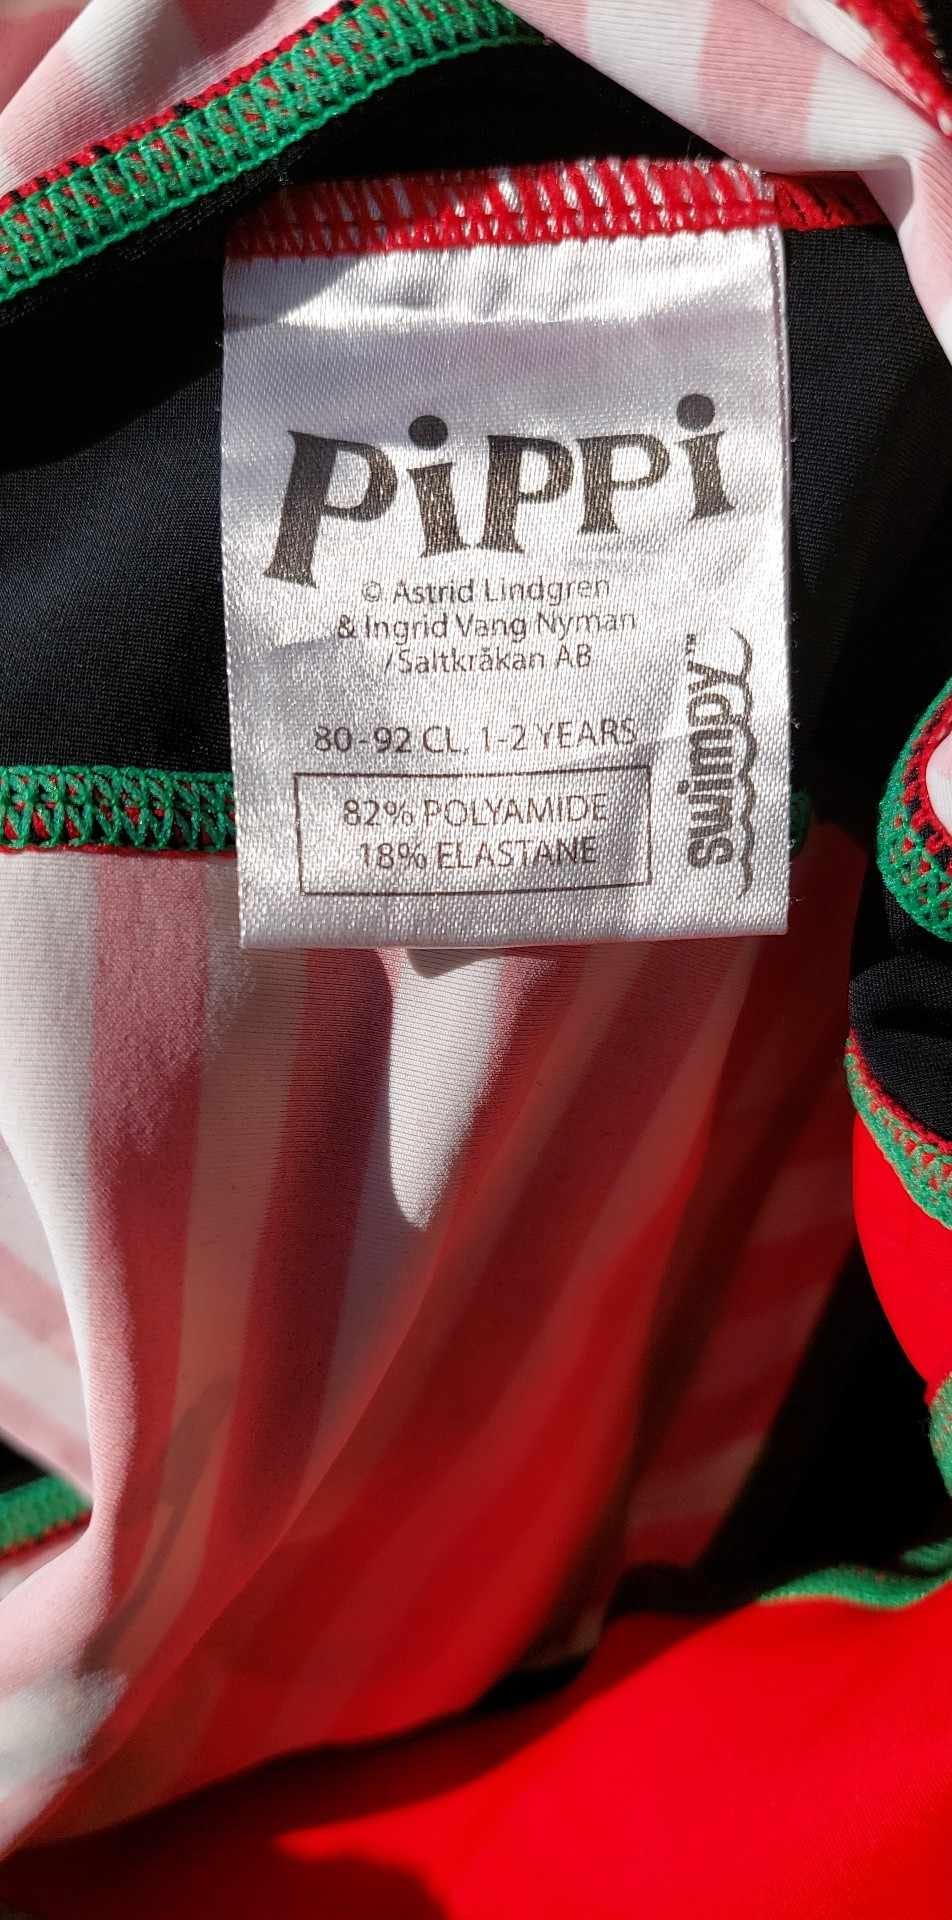 Pippi
© Astrid Lindgren
& Ingrid Vang Nyman
/Saltkråkan AB
80-92 CL, 1-2 YEARS
82% POLYAMIDE
18% ELASTANE
swimpy™